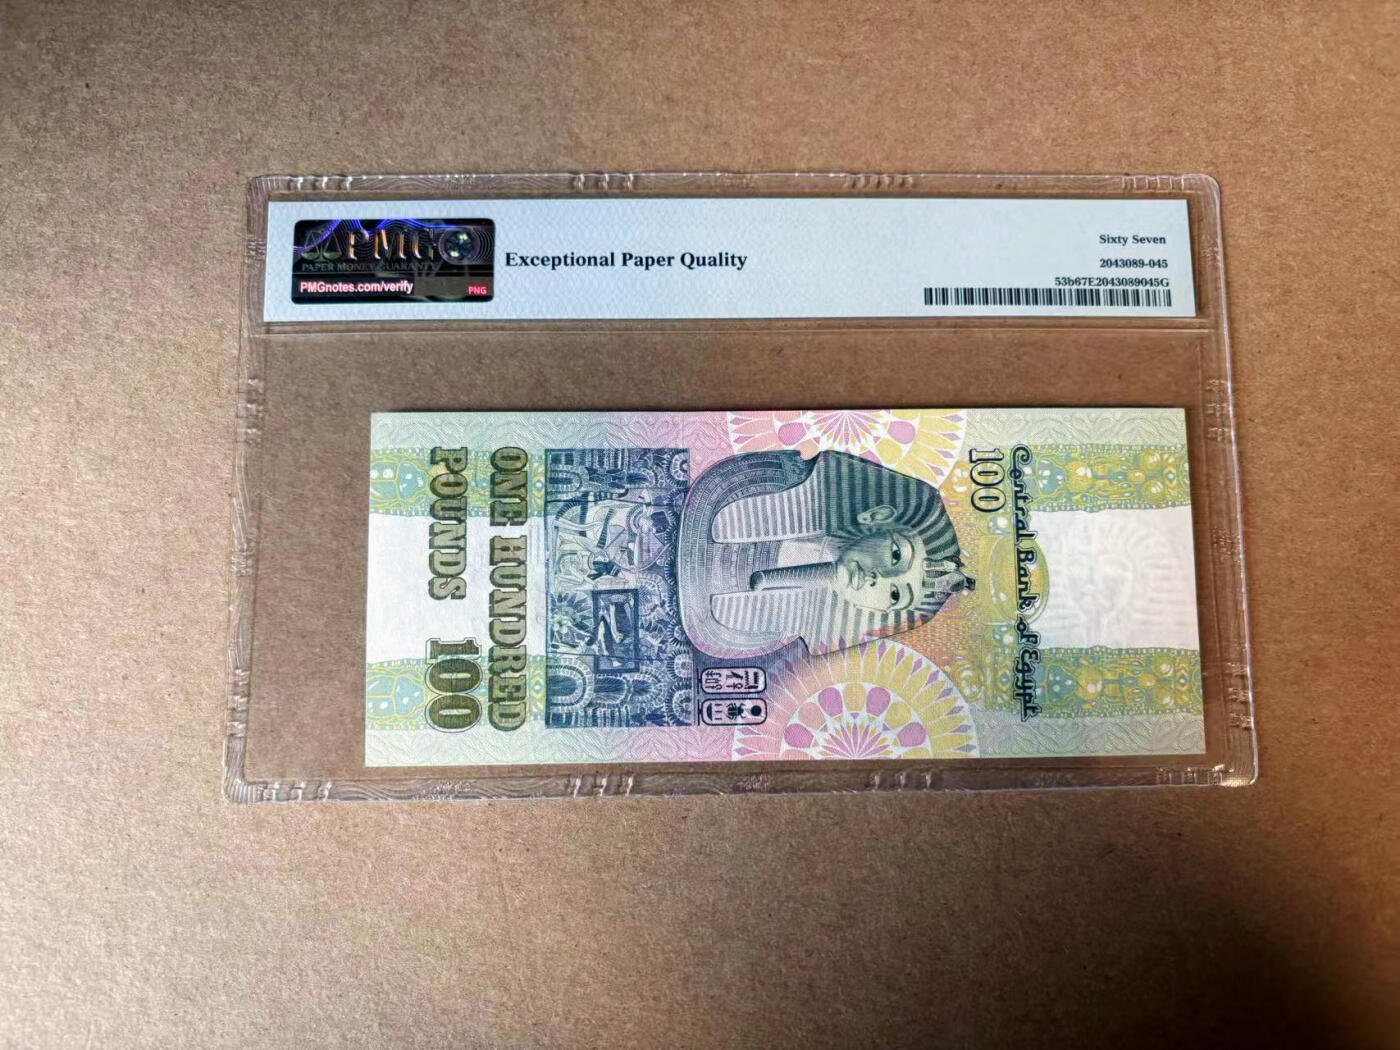 PMG
PAPER MONEY GUARANTY
PMGnotes.com/verify
PNG
Exceptional Paper Quality
Sixty Seven
2043089-045
53b67E2043089045G
Central Bank of Egypt
100
ONE HUNDRED
POUNDS 100